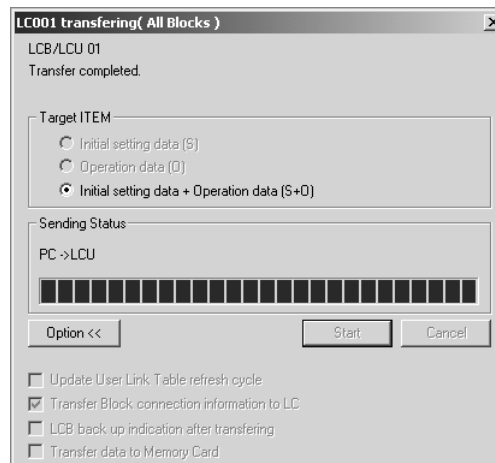 LC001 transfering( All Blocks )
LCB/LCU 01
Transfer completed.
Target ITEM
Initial setting data (S)
Operation data (O)
Initial setting data + Operation data (S+O)
Sending Status
PC ->LCU
Option <<
Start
Cancel
Update User Link Table refresh cycle
Transfer Block connection information to LC
LCB back up indication after transfering
Transfer data to Memory Card